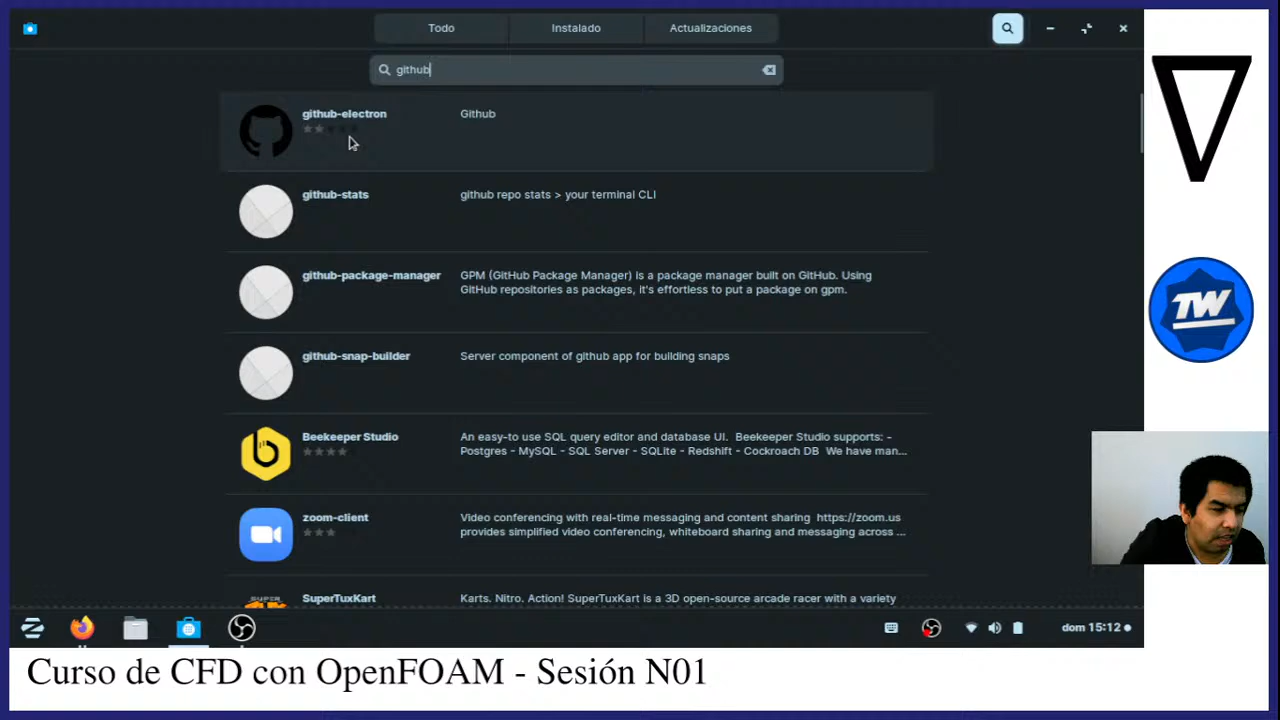 Todo Instalado Actualizaciones
github
github-electron Github
github-stats github repo stats > your terminal CLI
github-package-manager GPM (GitHub Package Manager) is a package manager built on GitHub. Using
GitHub repositories as packages, it's effortless to put a package on gpm.
github-snap-builder Server component of github app for building snaps
Beekeeper Studio An easy-to use SQL query editor and database UI. Beekeeper Studio supports: -
Postgres - MySQL - SQL Server - SQLite - Redshift - Cockroach DB We have man...
zoom-client Video conferencing with real-time messaging and content sharing https://zoom.us
provides simplified video conferencing, whiteboard sharing and messaging across ...
SuperTuxKart Karts. Nitro. Action! SuperTuxKart is a 3D open-source arcade racer with a variety
dom 15:12
TW
Curso de CFD con OpenFOAM - Sesión N01